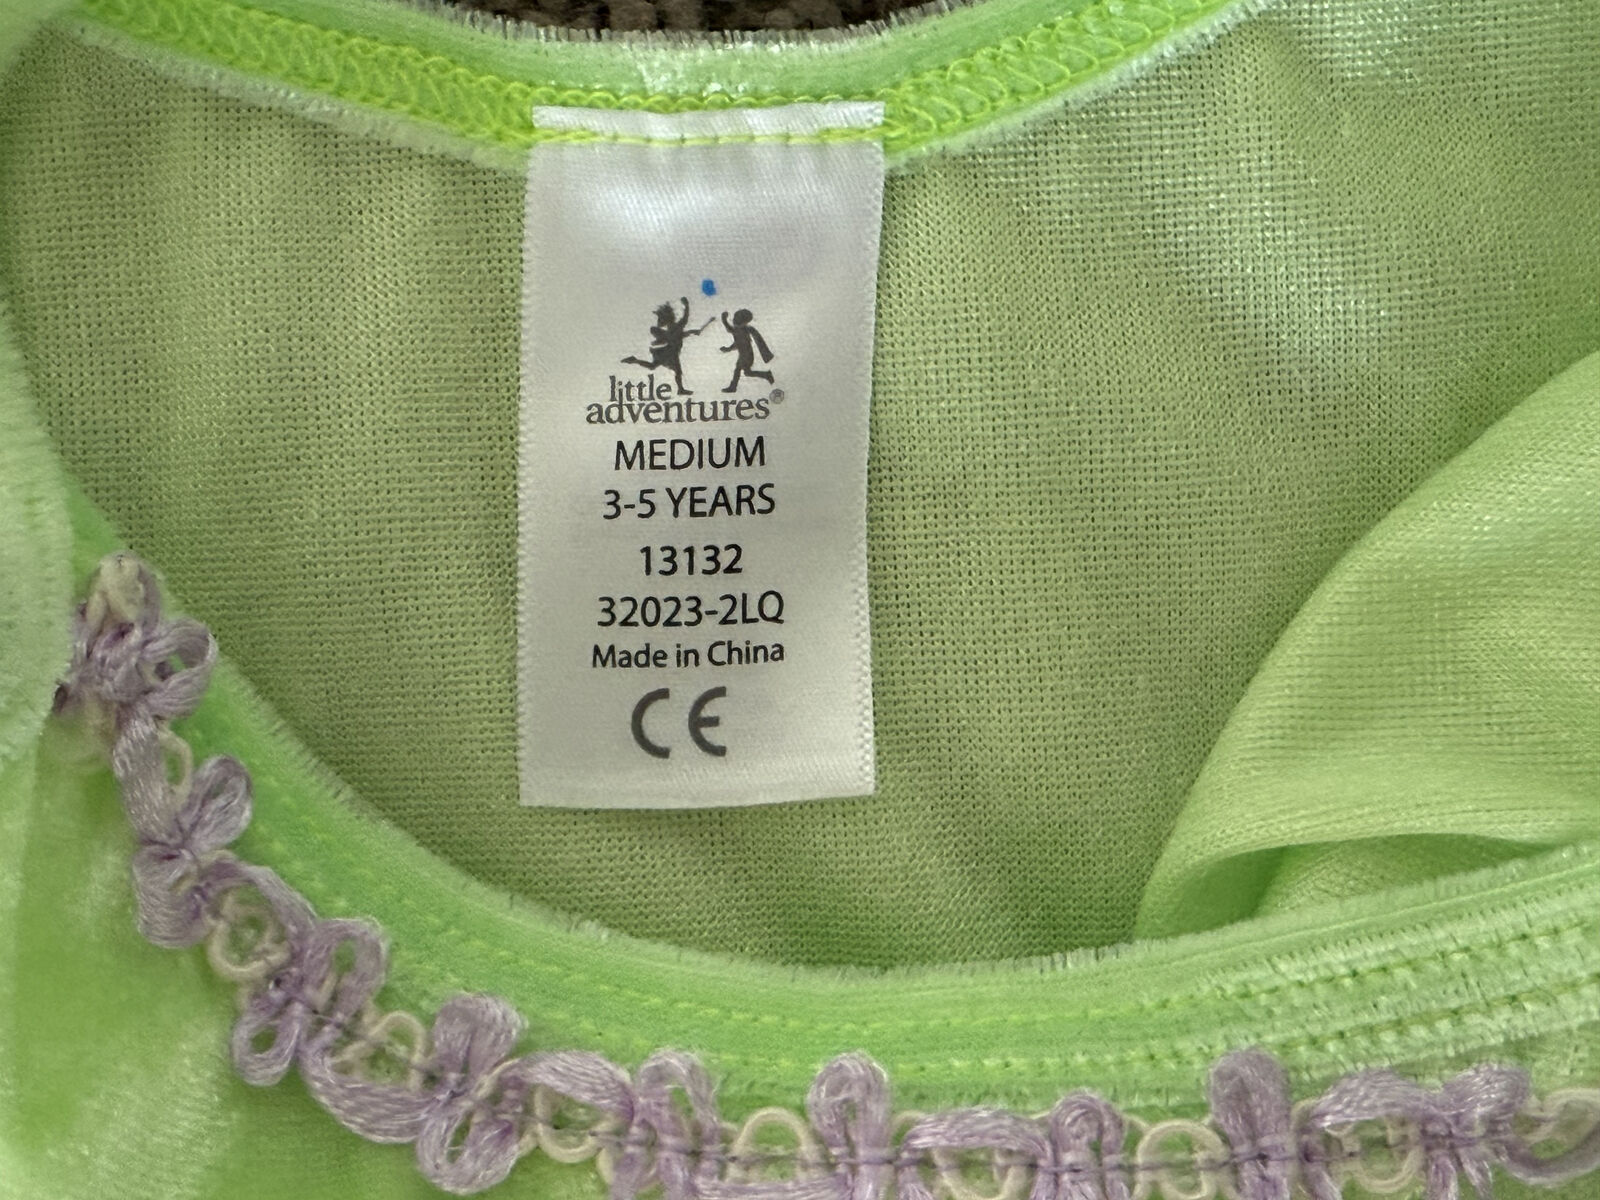 little
adventures®
MEDIUM
3-5 YEARS
13132
32023-2LQ
Made in China
CE